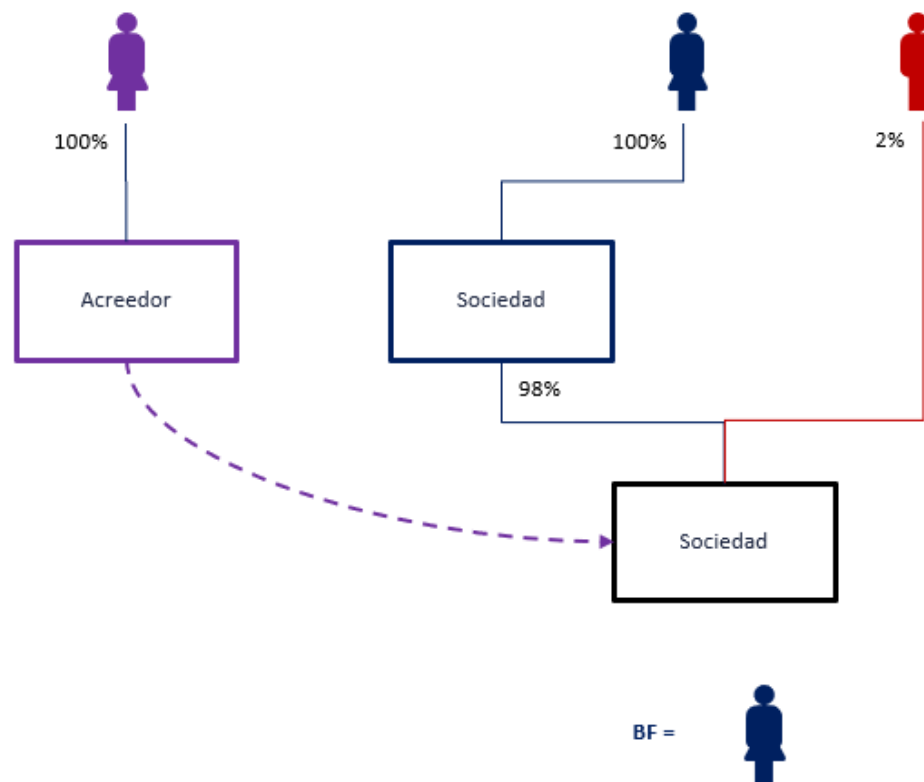 100%
100%
2%
Acreedor
Sociedad
98%
Sociedad
BF =